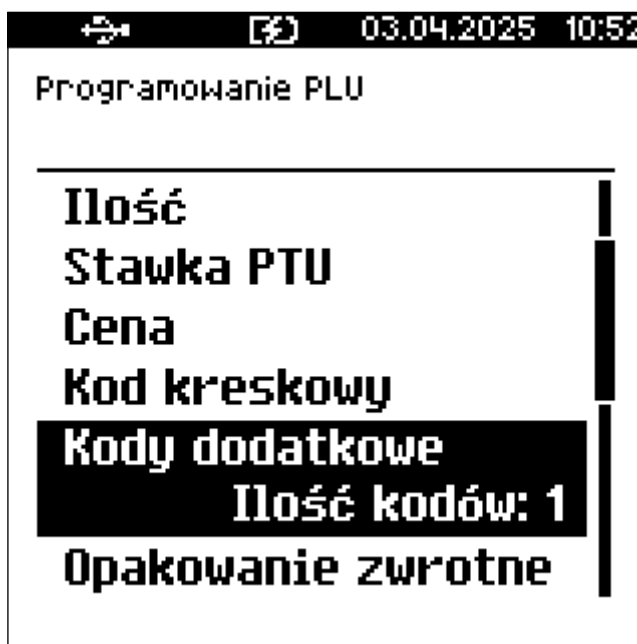 03.04.2025 10:52
Programowanie PLU
Ilość
Stawka PTU
Cena
Kod kreskowy
Kody dodatkowe
Ilość kodów: 1
Opakowanie zwrotne